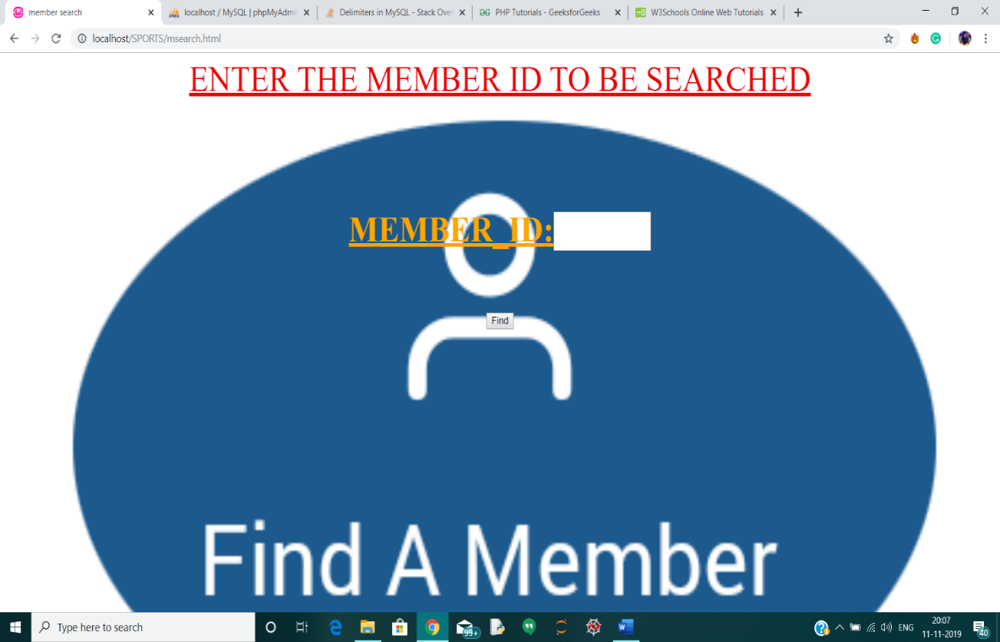 member search
localhost / MySQL | phpMyAdmin
Delimiters in MySQL - Stack Over
PHP Tutorials - GeeksforGeeks
W3Schools Online Web Tutorials
localhost/SPORTS/msearch.html
ENTER THE MEMBER ID TO BE SEARCHED
MEMBER_ID:
Find
Find A Member
Type here to search
99+
ENG
20:07
11-11-2019
40